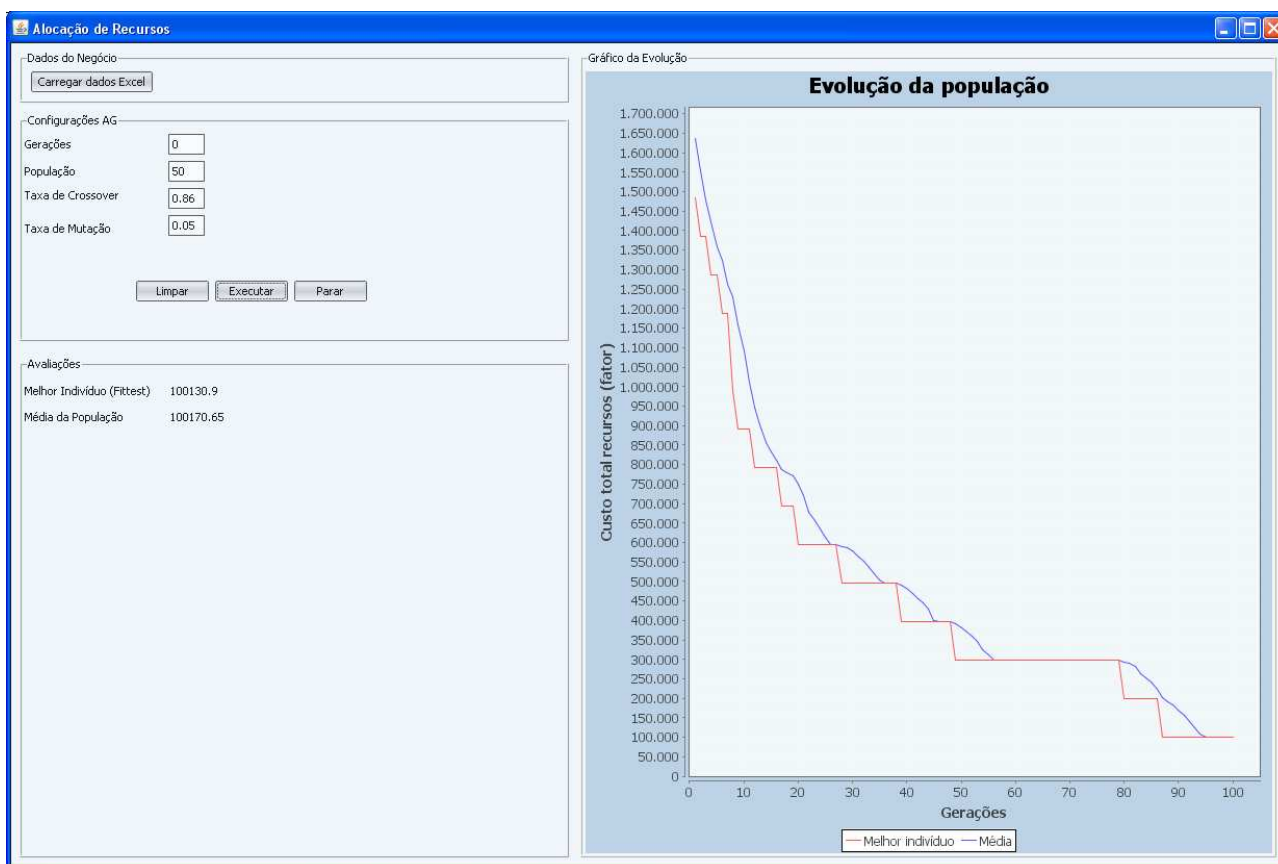 Alocação de Recursos
Dados do Negócio
Carregar dados Excel
Configurações AG
Gerações 0
População 50
Taxa de Crossover 0.86
Taxa de Mutação 0.05
Limpar Executar Parar
Avaliações
Melhor Indivíduo (Fittest) 100130.9
Média da População 100170.65
Gráfico da Evolução
Evolução da população
Custo total recursos (fator)
1.700.000
1.650.000
1.600.000
1.550.000
1.500.000
1.450.000
1.400.000
1.350.000
1.300.000
1.250.000
1.200.000
1.150.000
1.100.000
1.050.000
1.000.000
950.000
900.000
850.000
800.000
750.000
700.000
650.000
600.000
550.000
500.000
450.000
400.000
350.000
300.000
250.000
200.000
150.000
100.000
50.000
0
0 10 20 30 40 50 60 70 80 90 100
Gerações
Melhor indivíduo Média